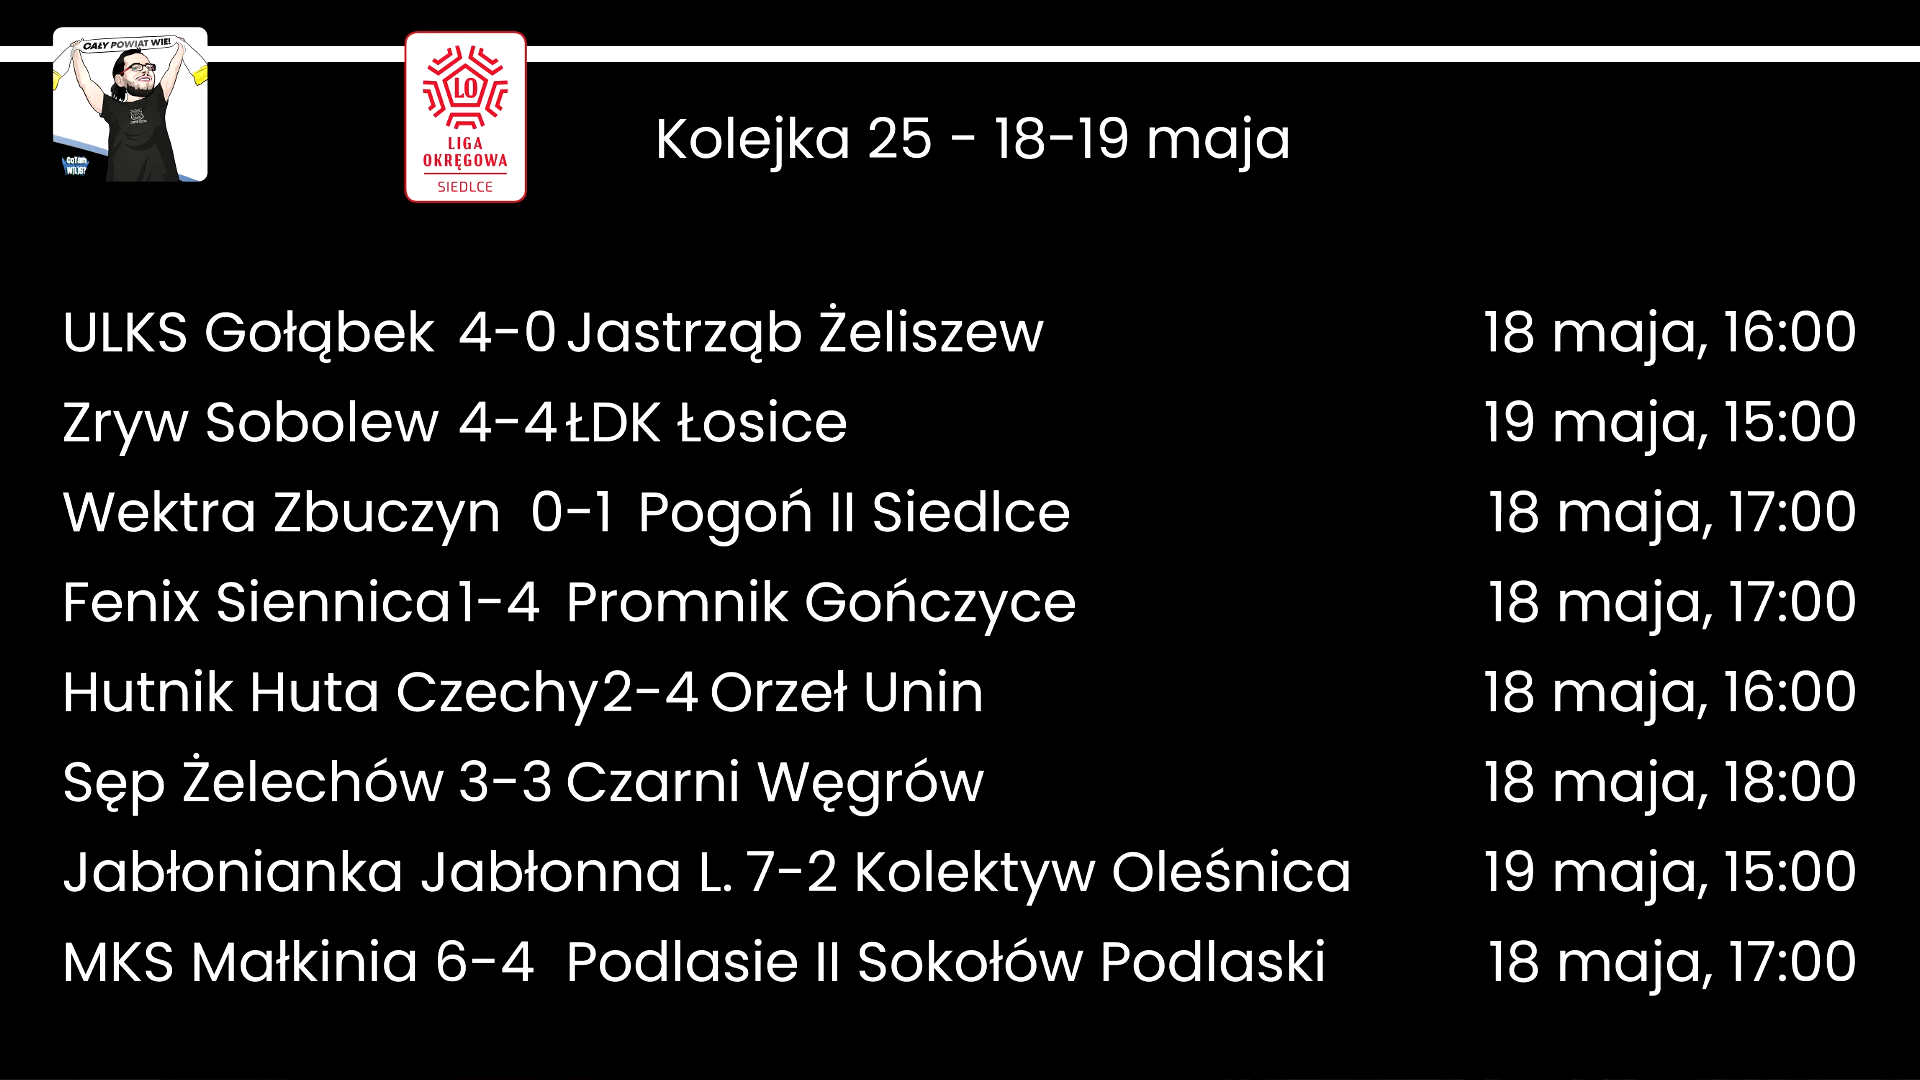 CAŁY POWIAT WIE!
CoTam
W(L)S?
LO
LIGA
OKRĘGOWA
SIEDLCE
Kolejka 25 - 18-19 maja
ULKS Gołąbek 4-0 Jastrząb Żeliszew 18 maja, 16:00
Zryw Sobolew 4-4 ŁDK Łosice 19 maja, 15:00
Wektra Zbuczyn 0-1 Pogoń II Siedlce 18 maja, 17:00
Fenix Siennica 1-4 Promnik Gończyce 18 maja, 17:00
Hutnik Huta Czechy 2-4 Orzeł Unin 18 maja, 16:00
Sęp Żelechów 3-3 Czarni Węgrów 18 maja, 18:00
Jabłonianka Jabłonna L. 7-2 Kolektyw Oleśnica 19 maja, 15:00
MKS Małkinia 6-4 Podlasie II Sokołów Podlaski 18 maja, 17:00